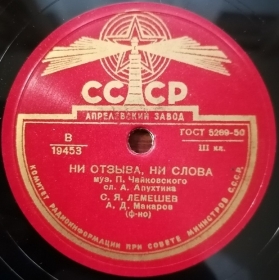 СССР
АПРЕЛЕВСКИЙ ЗАВОД
В
19453
ГОСТ 5289-50
III кл.
НИ ОТЗЫВА, НИ СЛОВА
муз. П. Чайковского
сл. А. Апухтина
С. Я. ЛЕМЕШЕВ
А. Д. Макаров
(ф-но)
КОМИТЕТ РАДИОИНФОРМАЦИИ ПРИ СОВЕТЕ МИНИСТРОВ СССР